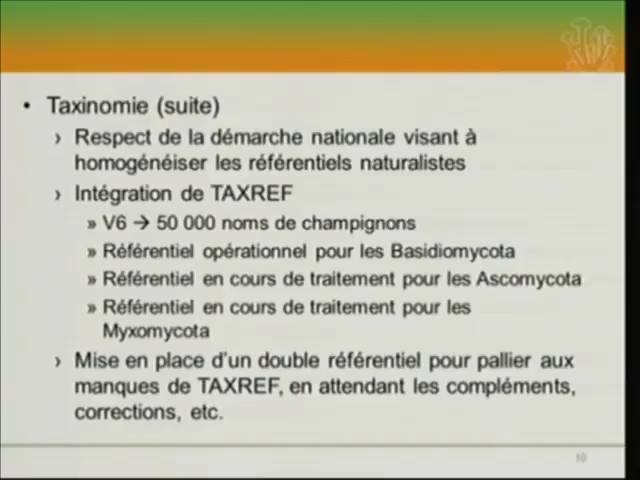 • Taxinomie (suite)
› Respect de la démarche nationale visant à
homogénéiser les référentiels naturalistes
› Intégration de TAXREF
» V6 → 50 000 noms de champignons
» Référentiel opérationnel pour les Basidiomycota
» Référentiel en cours de traitement pour les Ascomycota
» Référentiel en cours de traitement pour les
Myxomycota
› Mise en place d'un double référentiel pour pallier aux
manques de TAXREF, en attendant les compléments,
corrections, etc.